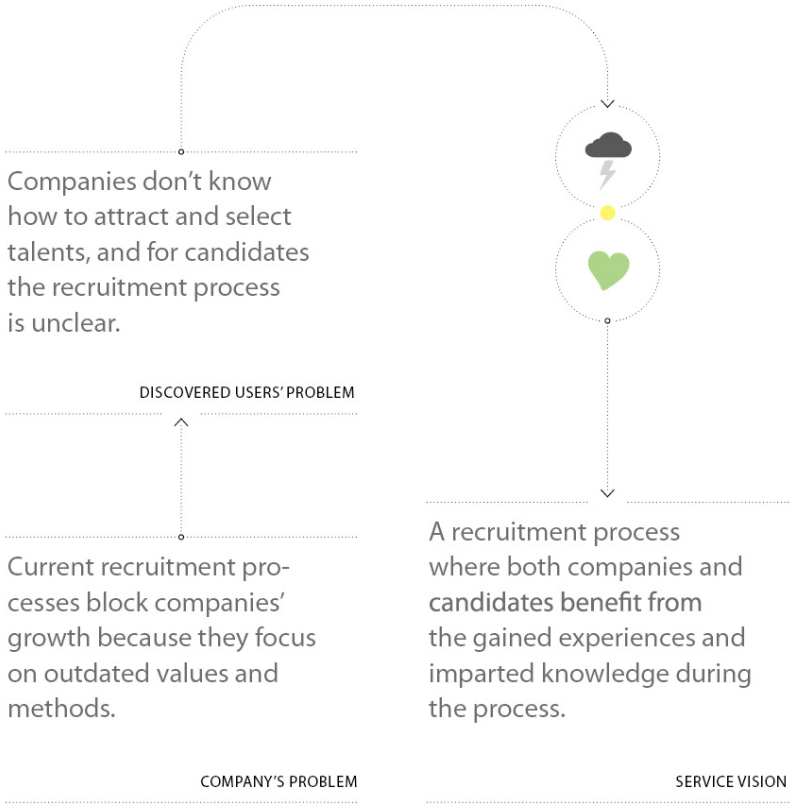 Companies don’t know
how to attract and select
talents, and for candidates
the recruitment process
is unclear.
DISCOVERED USERS’ PROBLEM
Current recruitment pro-
cesses block companies’
growth because they focus
on outdated values and
methods.
COMPANY’S PROBLEM
A recruitment process
where both companies and
candidates benefit from
the gained experiences and
imparted knowledge during
the process.
SERVICE VISION